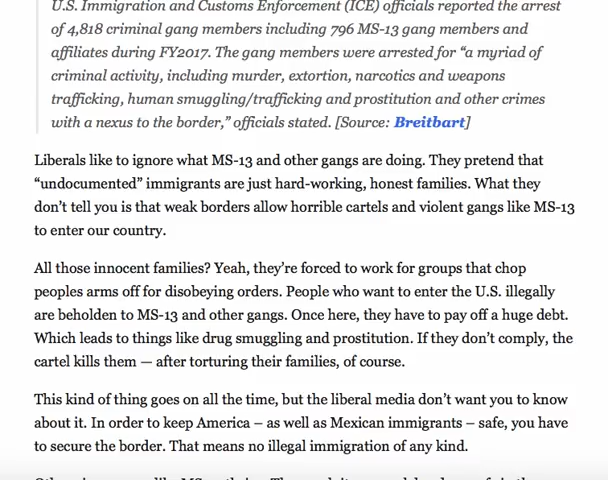 U.S. Immigration and Customs Enforcement (ICE) officials reported the arrest
of 4,818 criminal gang members including 796 MS-13 gang members and
affiliates during FY2017. The gang members were arrested for “a myriad of
criminal activity, including murder, extortion, narcotics and weapons
trafficking, human smuggling/trafficking and prostitution and other crimes
with a nexus to the border,” officials stated. [Source: Breitbart]
Liberals like to ignore what MS-13 and other gangs are doing. They pretend that
“undocumented” immigrants are just hard-working, honest families. What they
don’t tell you is that weak borders allow horrible cartels and violent gangs like MS-13
to enter our country.
All those innocent families? Yeah, they’re forced to work for groups that chop
peoples arms off for disobeying orders. People who want to enter the U.S. illegally
are beholden to MS-13 and other gangs. Once here, they have to pay off a huge debt.
Which leads to things like drug smuggling and prostitution. If they don’t comply, the
cartel kills them — after torturing their families, of course.
This kind of thing goes on all the time, but the liberal media don’t want you to know
about it. In order to keep America – as well as Mexican immigrants – safe, you have
to secure the border. That means no illegal immigration of any kind.